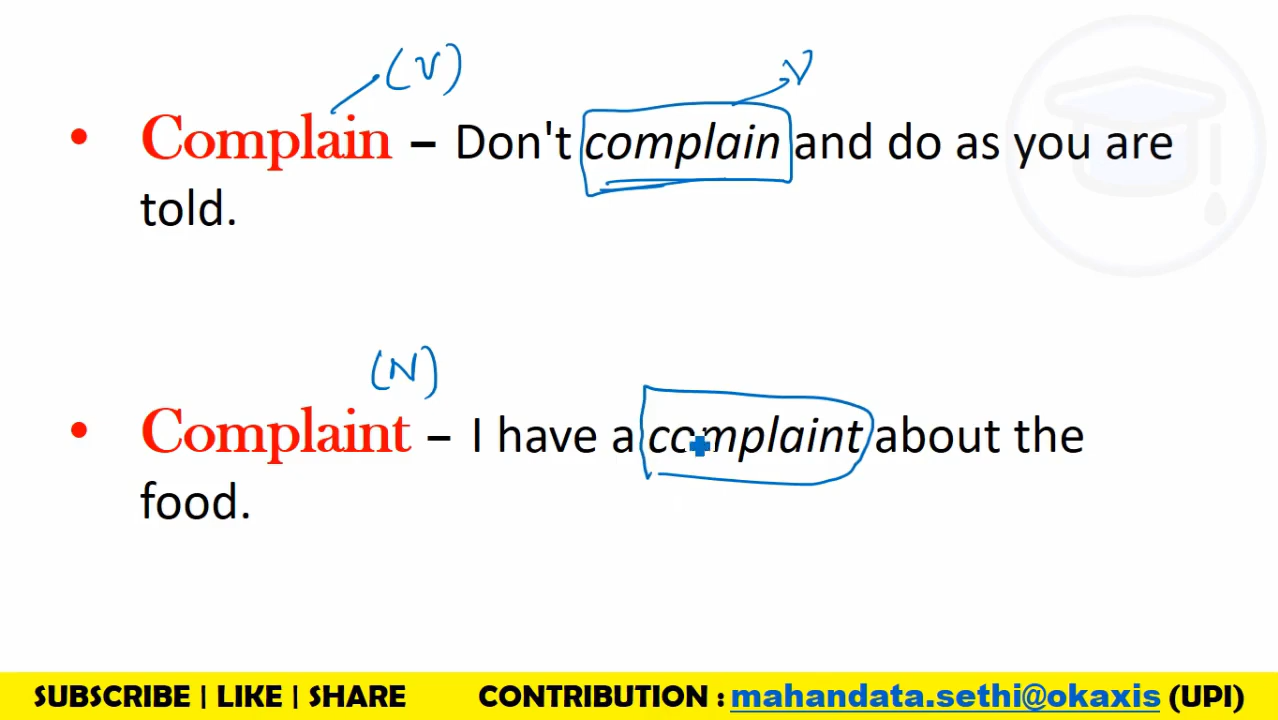 (V)
V
• Complain – Don't complain and do as you are
told.
(N)
• Complaint – I have a complaint about the
food.
SUBSCRIBE | LIKE | SHARE CONTRIBUTION : mahandata.sethi@okaxis (UPI)